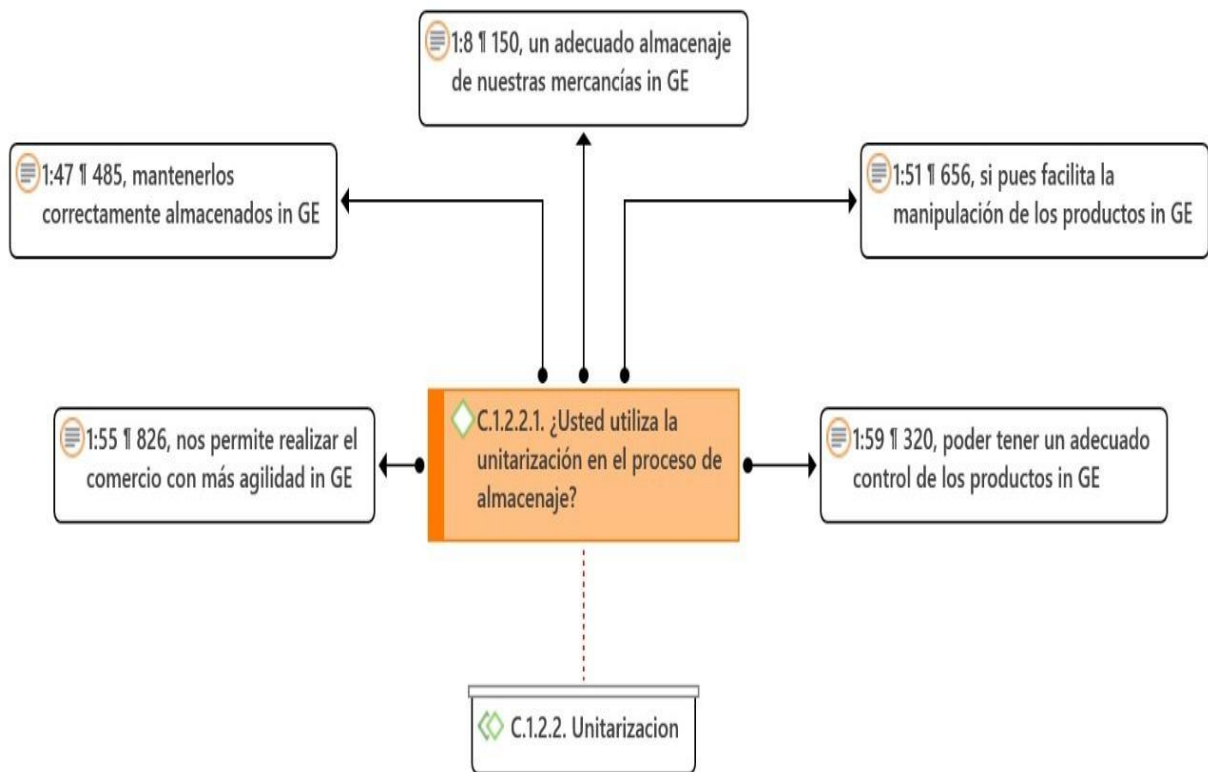 1:8 ¶ 150, un adecuado almacenaje
de nuestras mercancías in GE
1:47 ¶ 485, mantenerlos
correctamente almacenados in GE
1:51 ¶ 656, si pues facilita la
manipulación de los productos in GE
1:55 ¶ 826, nos permite realizar el
comercio con más agilidad in GE
C.1.2.2.1. ¿Usted utiliza la
unitarización en el proceso de
almacenaje?
1:59 ¶ 320, poder tener un adecuado
control de los productos in GE
C.1.2.2. Unitarizacion